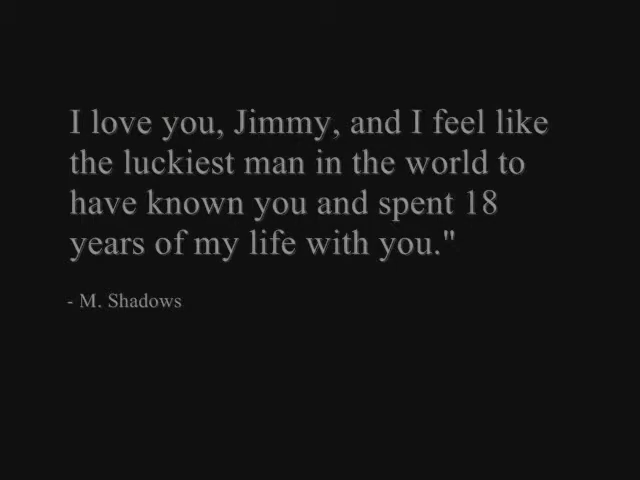 I love you, Jimmy, and I feel like
the luckiest man in the world to
have known you and spent 18
years of my life with you."
- M. Shadows